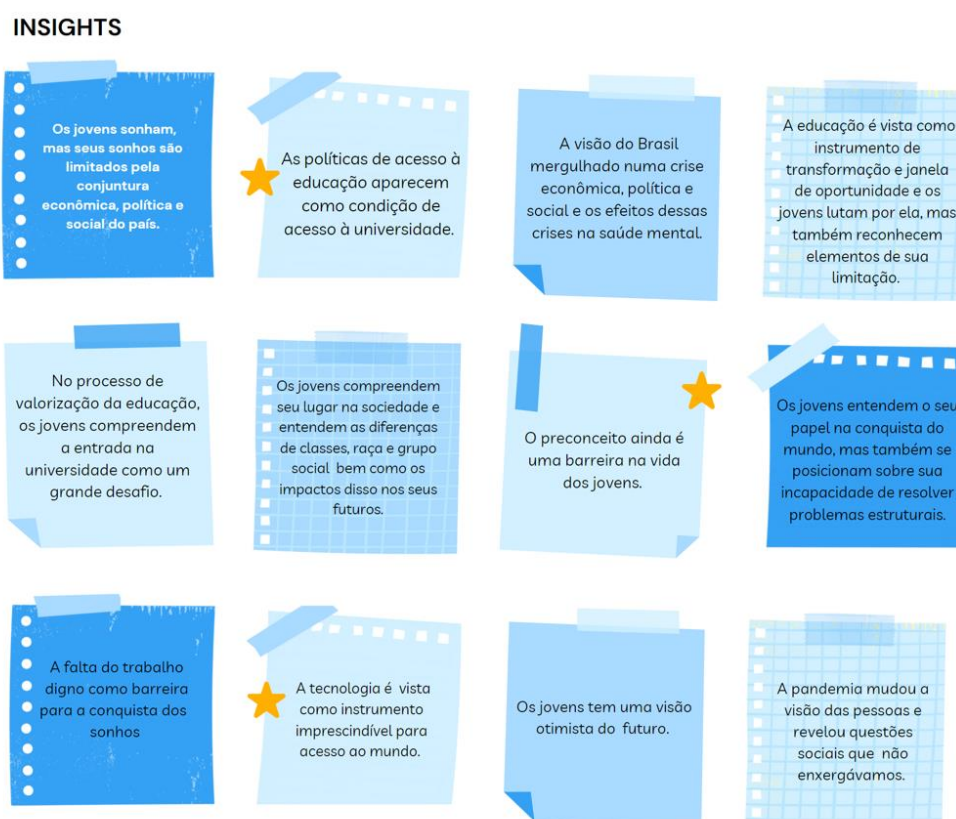 INSIGHTS
Os jovens sonham,
mas seus sonhos são
limitados pela
conjuntura
econômica, política e
social do país.
As políticas de acesso à
educação aparecem
como condição de
acesso à universidade.
A visão do Brasil
mergulhado numa crise
econômica, política e
social e os efeitos dessas
crises na saúde mental.
A educação é vista como
instrumento de
transformação e janela
de oportunidade e os
jovens lutam por ela, mas
também reconhecem
elementos de sua
limitação.
No processo de
valorização da educação,
os jovens compreendem
a entrada na
universidade como um
grande desafio.
Os jovens compreendem
seu lugar na sociedade e
entendem as diferenças
de classes, raça e grupo
social bem como os
impactos disso nos seus
futuros.
O preconceito ainda é
uma barreira na vida
dos jovens.
Os jovens entendem o seu
papel na conquista do
mundo, mas também se
posicionam sobre sua
incapacidade de resolver
problemas estruturais.
A falta do trabalho
digno como barreira
para a conquista dos
sonhos
A tecnologia é vista
como instrumento
imprescindível para
acesso ao mundo.
Os jovens tem uma visão
otimista do futuro.
A pandemia mudou a
visão das pessoas e
revelou questões
sociais que não
enxergávamos.